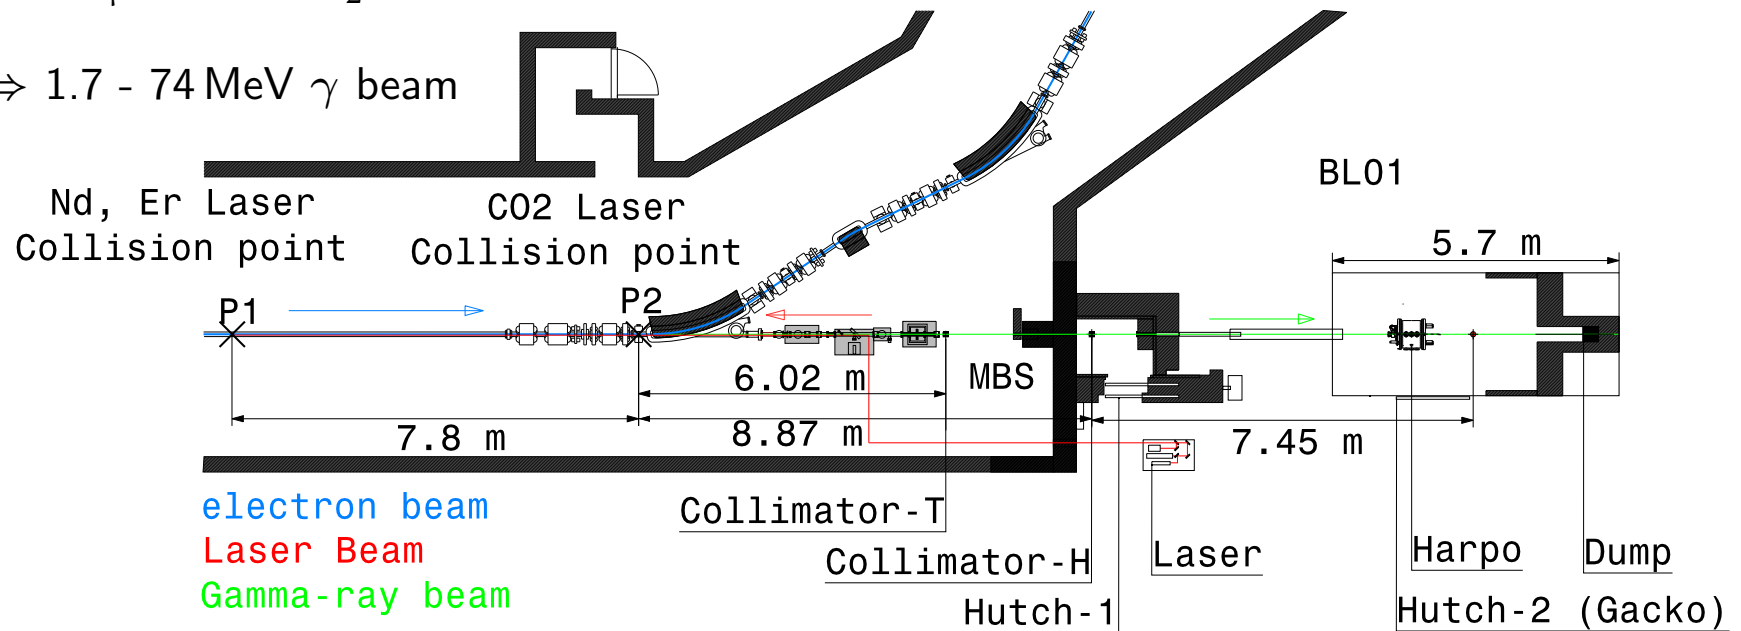 ⇒ 1.7 - 74 MeV γ beam
BL01
Nd, Er Laser
Collision point
CO2 Laser
Collision point
5.7 m
P1
P2
6.02 m
MBS
7.8 m
8.87 m
7.45 m
electron beam
Laser Beam
Gamma-ray beam
Collimator-T
Collimator-H
Hutch-1
Laser
Harpo
Dump
Hutch-2 (Gacko)